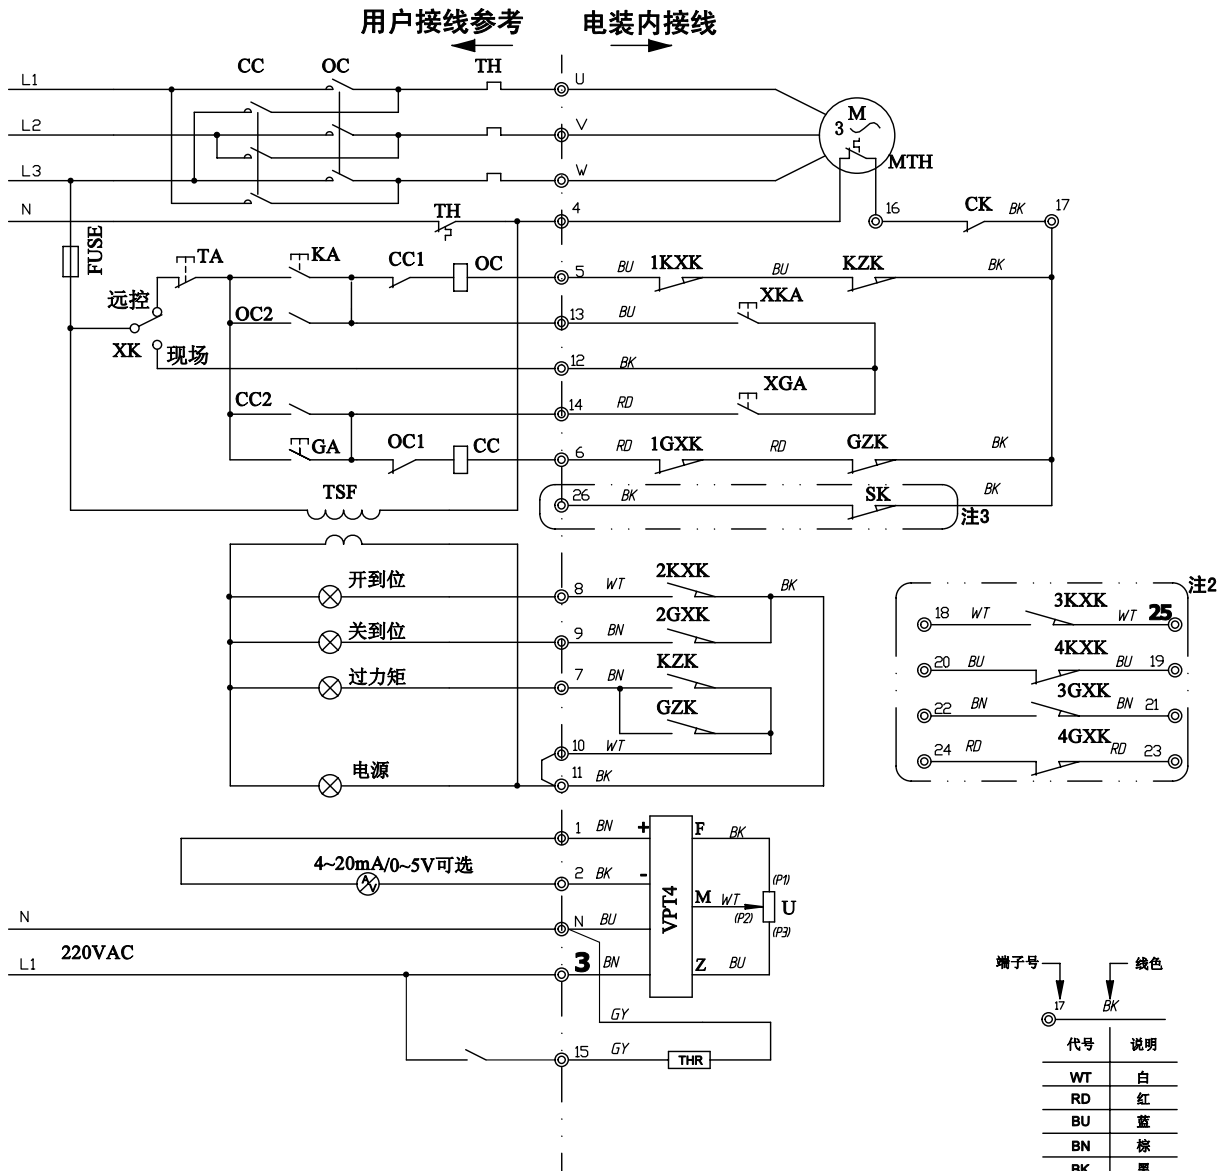 用户接线参考 电装内接线
CC OC TH
L1 U
M
3
L2 V
MTH
L3 W
N TH 4 16 CK BK 17
FUSE
TA KA CC1 OC 5 BU 1KXK BU KZK BK
远控 OC2 13 BU XKA
XK 现场 12 BK
CC2 14 RD XGA
GA OC1 CC 6 RD 1GXK RD GZK BK
TSF 26 BK SK BK
注3
开到位 8 WT 2KXK BK
注2
关到位 9 BN 2GXK
18 WT 3KXK WT 25
过力矩 7 BN KZK
20 BU 4KXK BU 19
GZK
22 BN 3GXK BN 21
10 WT
24 RD 4GXK RD 23
电源 11 BK
1 BN + F BK
4~20mA/0~5V可选 A/V 2 BK - (P1)
VPT4 M WT (P2) U
N N BU (P3)
220VAC
L1 3 BN Z BU
端子号 线色
17 BK
GY
15 GY THR
代号 说明
WT 白
RD 红
BU 蓝
BN 棕
BK 黑